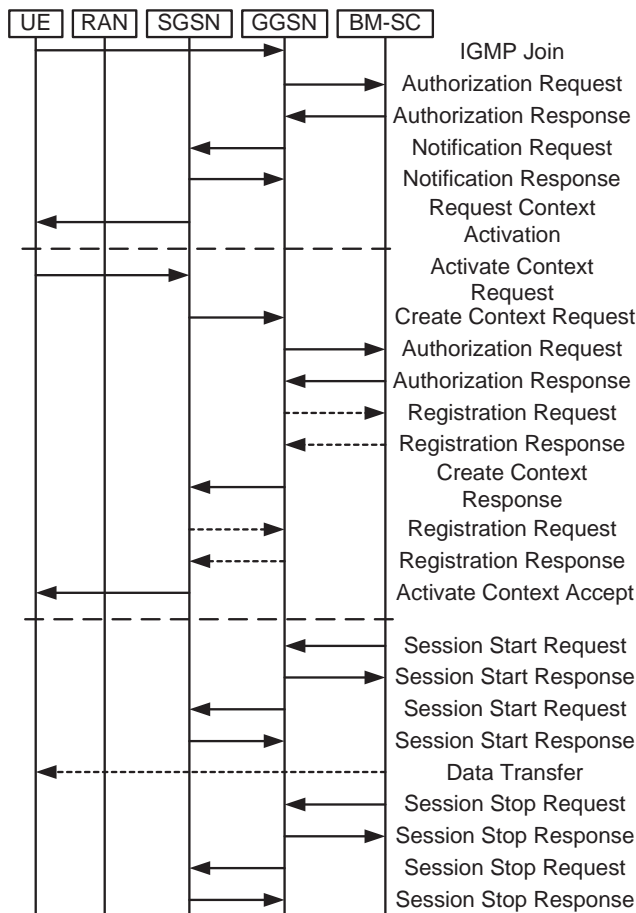 UE RAN SGSN GGSN BM-SC
IGMP Join
Authorization Request
Authorization Response
Notification Request
Notification Response
Request Context
Activation
Activate Context
Request
Create Context Request
Authorization Request
Authorization Response
Registration Request
Registration Response
Create Context
Response
Registration Request
Registration Response
Activate Context Accept
Session Start Request
Session Start Response
Session Start Request
Session Start Response
Data Transfer
Session Stop Request
Session Stop Response
Session Stop Request
Session Stop Response